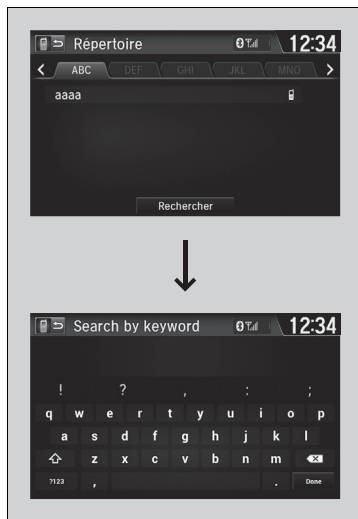 Répertoire 12:34
ABC DEF GHI JKL MNO
aaaa
Rechercher
Search by keyword 12:34
! ? , : ;
q w e r t y u i o p
a s d f g h j k l
z x c v b n m
?123 , . Done